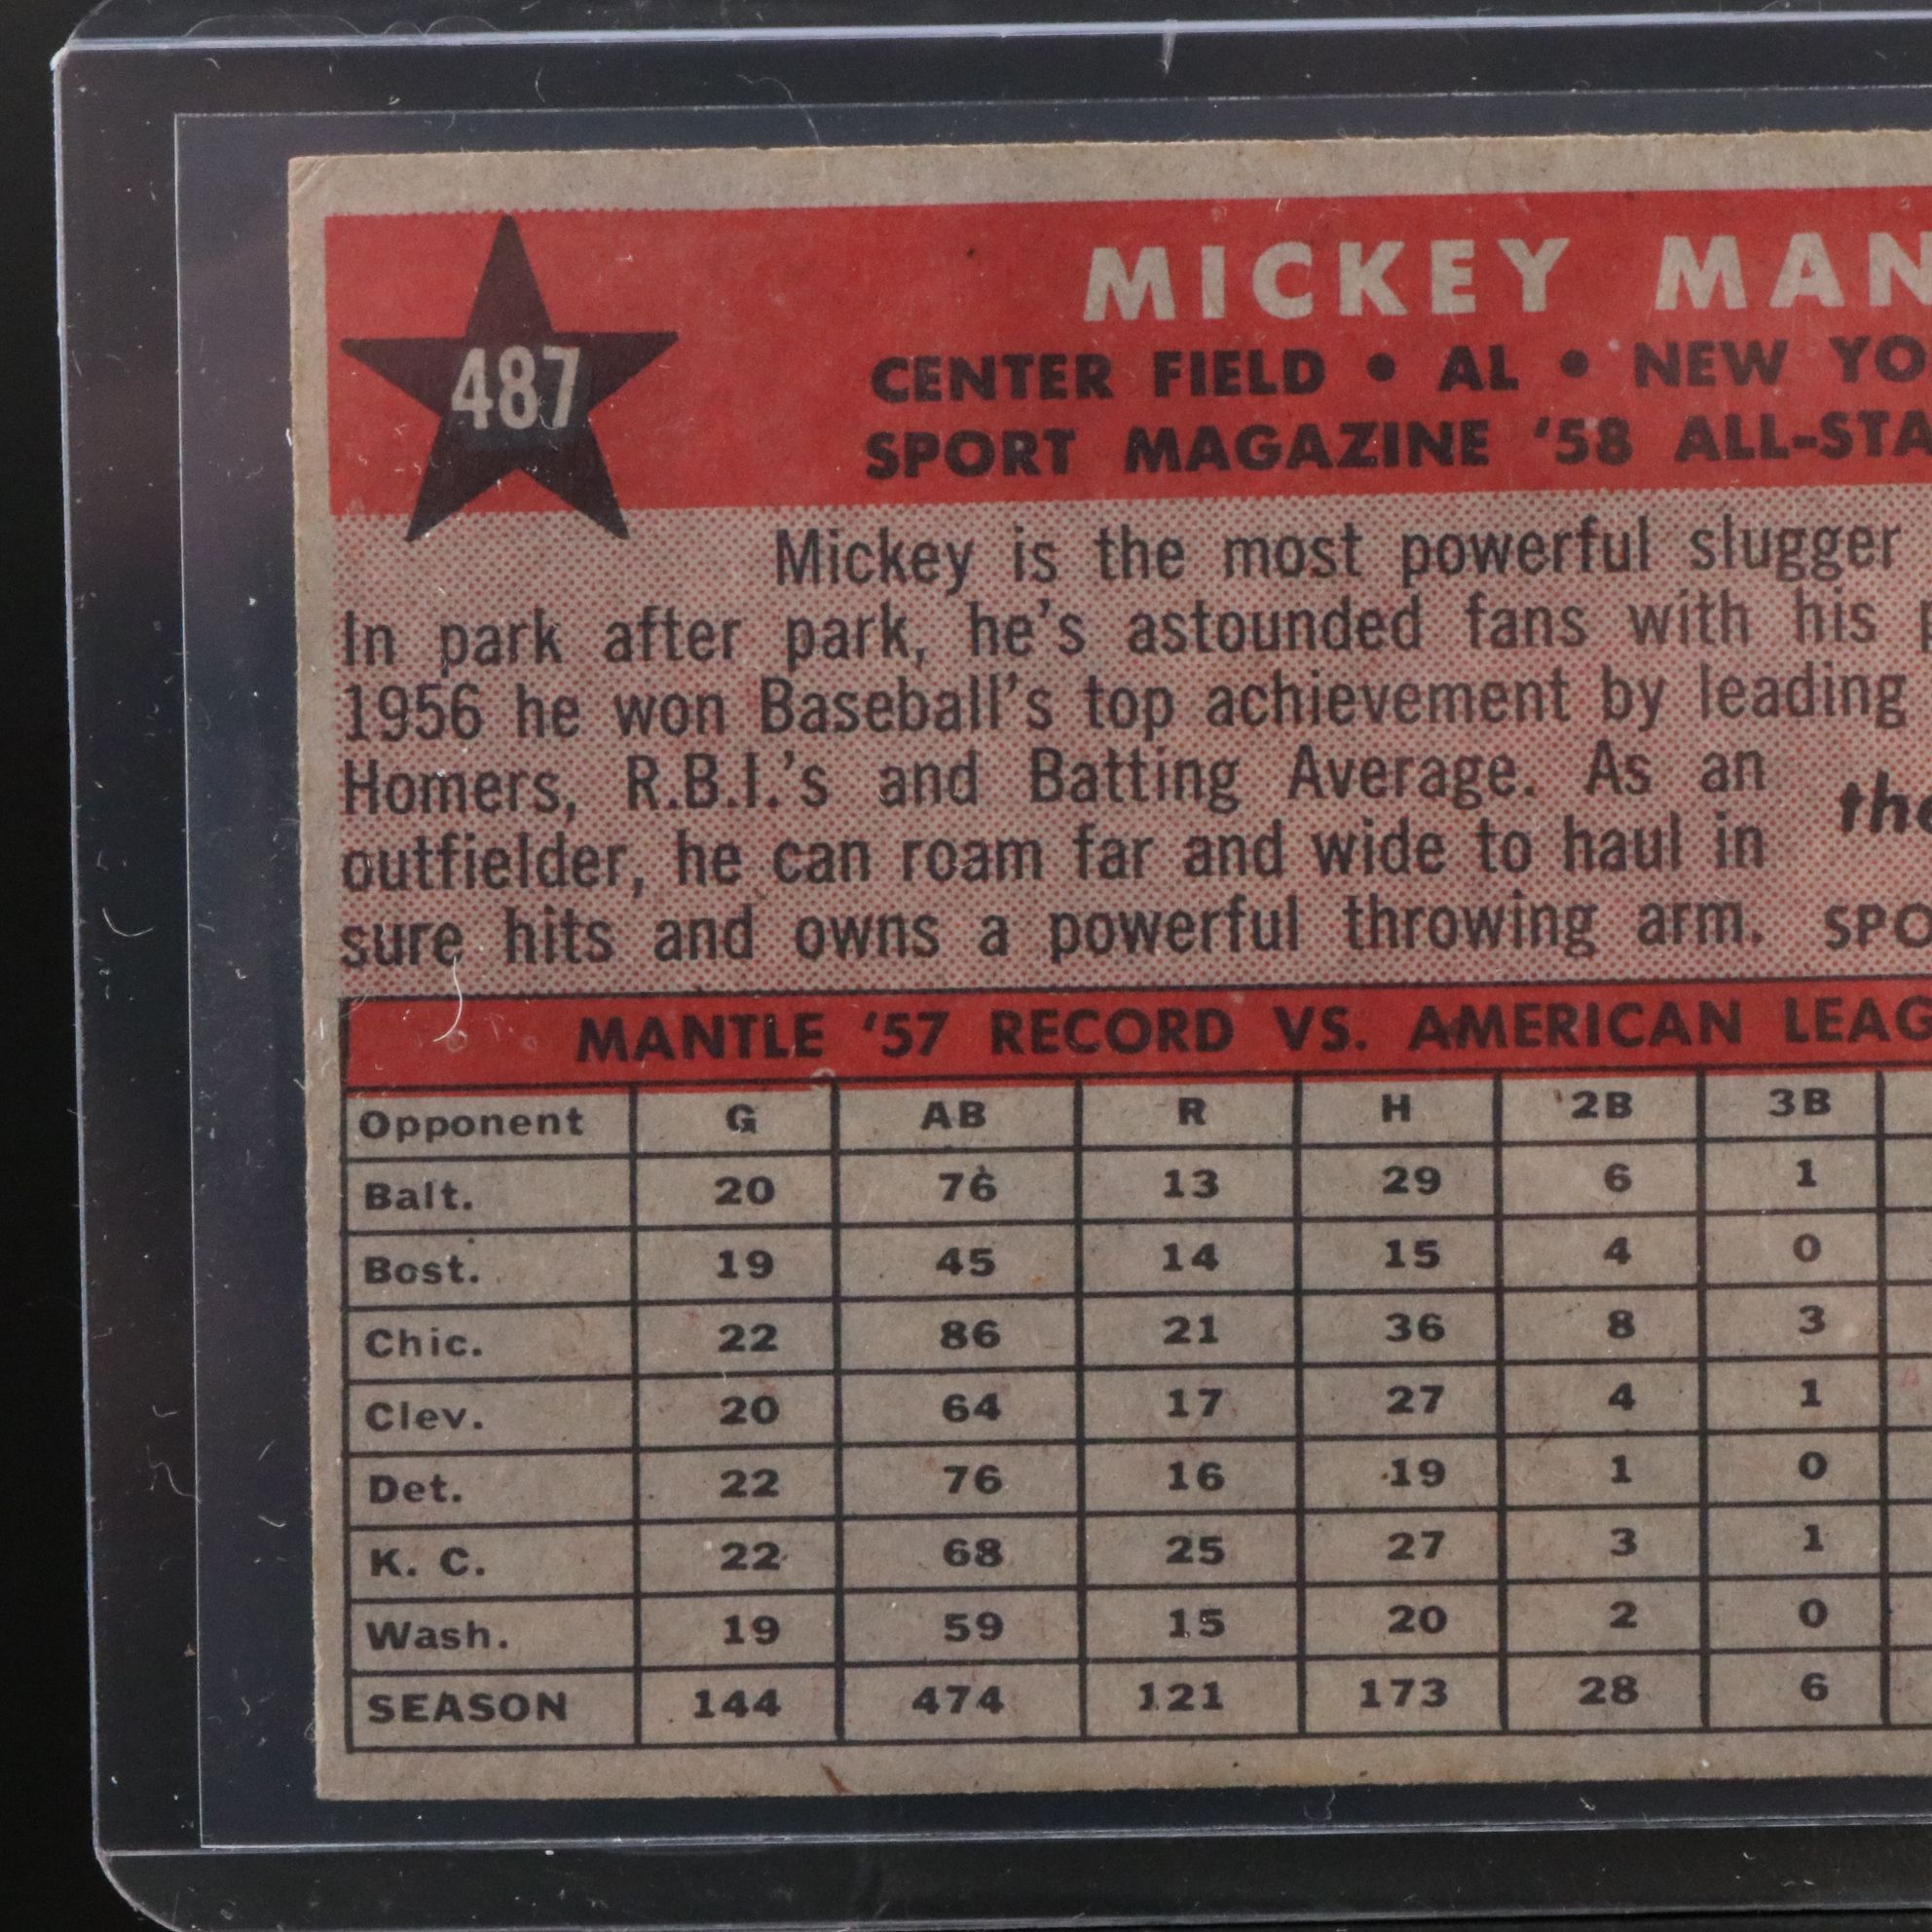 487
MICKEY MAN
CENTER FIELD • AL • NEW YO
SPORT MAGAZINE '58 ALL-STA
Mickey is the most powerful slugger
In park after park, he's astounded fans with his
1956 he won Baseball's top achievement by leading
Homers, R.B.I.'s and Batting Average. As an
outfielder, he can roam far and wide to haul in
sure hits and owns a powerful throwing arm.
the
SPO
MANTLE '57 RECORD VS. AMERICAN LEAG
Opponent G AB R H 2B 3B
Balt. 20 76 13 29 6 1
Bost. 19 45 14 15 4 0
Chic. 22 86 21 36 8 3
Clev. 20 64 17 27 4 1
Det. 22 76 16 19 1 0
K. C. 22 68 25 27 3 1
Wash. 19 59 15 20 2 0
SEASON 144 474 121 173 28 6